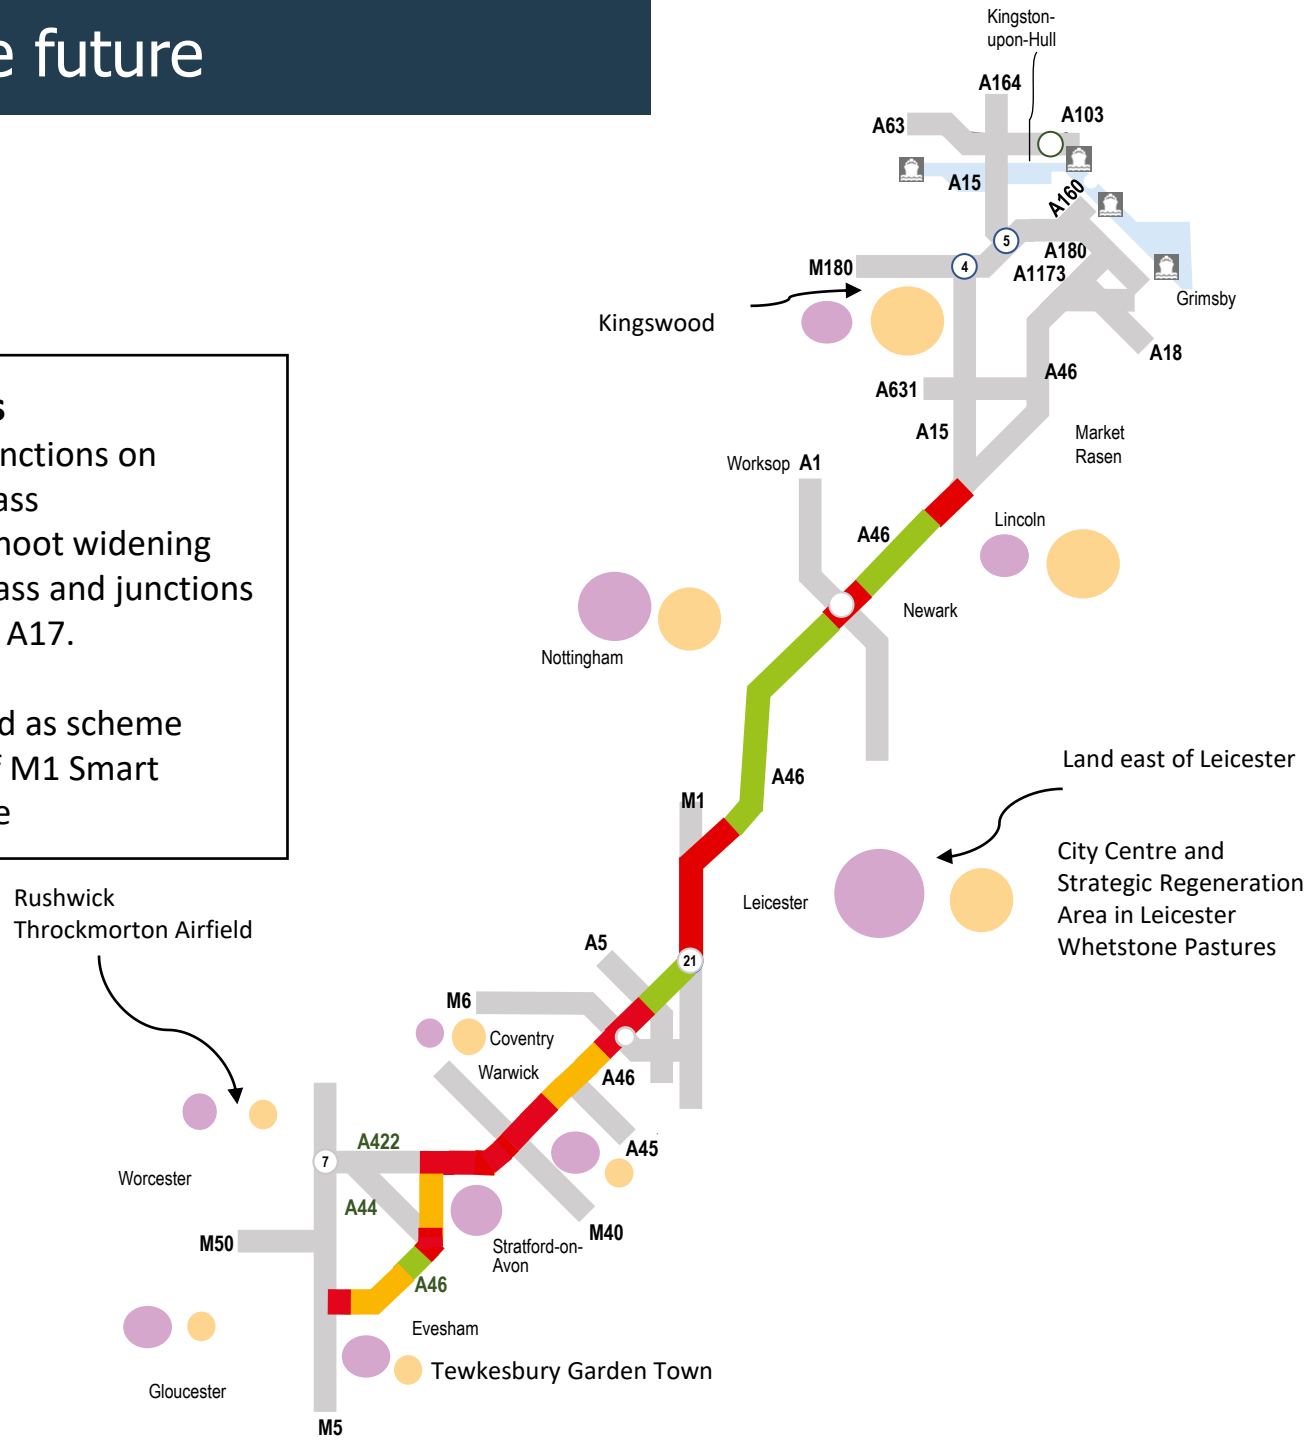 e future
Kingston-
upon-Hull
A164
A63
A103
A15
A160
5
A180
M180
4
A1173
Grimsby
Kingswood
A18
A46
A631
A15
Market
Rasen
Worksop
A1
Lincoln
A46
Newark
Nottingham
s
nctions on
ass
hoot widening
ass and junctions
A17.
d as scheme
f M1 Smart
e
Land east of Leicester
A46
M1
City Centre and
Strategic Regeneration
Area in Leicester
Whetstone Pastures
Leicester
Rushwick
Throckmorton Airfield
A5
21
M6
Coventry
Warwick
A46
A422
A45
7
Worcester
A44
M50
M40
Stratford-on-
Avon
A46
Evesham
Tewkesbury Garden Town
Gloucester
M5